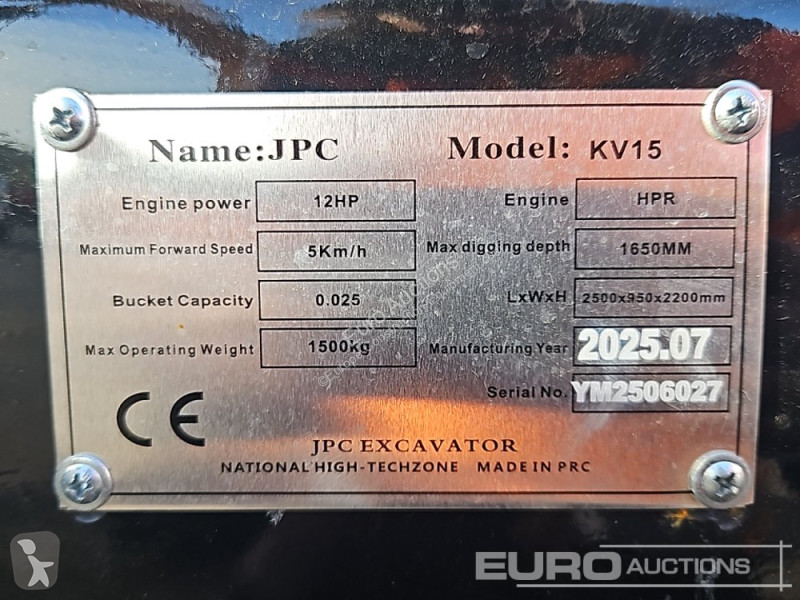 Name:JPC Model: KV15
Engine power 12HP Engine HPR
Maximum Forward Speed 5Km/h Max digging depth 1650MM
Bucket Capacity 0.025 LxWxH 2500x950x2200mm
Max Operating Weight 1500kg Manufacturing Year 2025.07
Serial No. YM2506027
CE
JPC EXCAVATOR
NATIONAL HIGH-TECHZONE MADE IN PRC
EURO AUCTIONS